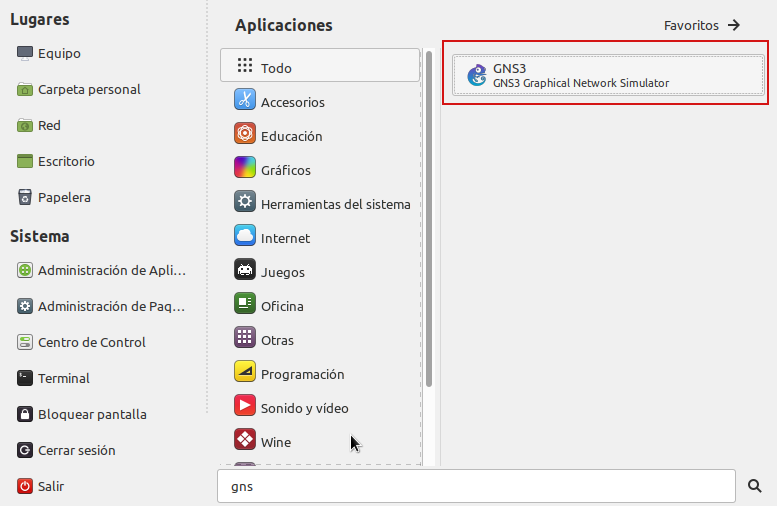 Lugares
Equipo
Carpeta personal
Red
Escritorio
Papelera
Sistema
Administración de Apli...
Administración de Paq...
Centro de Control
Terminal
Bloquear pantalla
Cerrar sesión
Salir
Aplicaciones
Favoritos
Todo
Accesorios
Educación
Gráficos
Herramientas del sistema
Internet
Juegos
Oficina
Otras
Programación
Sonido y vídeo
Wine
GNS3
GNS3 Graphical Network Simulator
gns